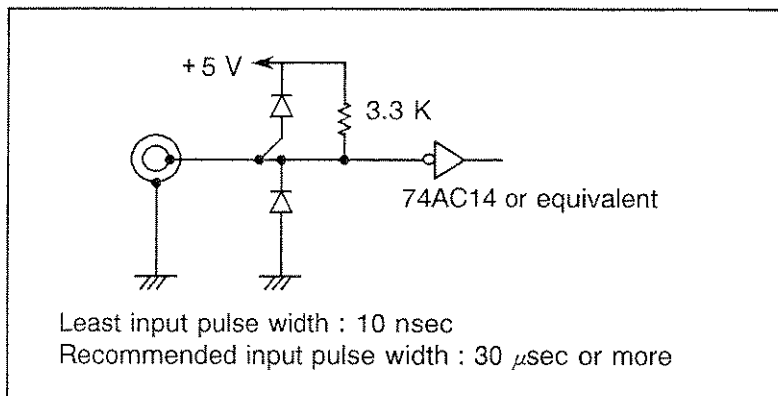 +5 V
3.3 K
74AC14 or equivalent
Least input pulse width : 10 nsec
Recommended input pulse width : 30 μsec or more